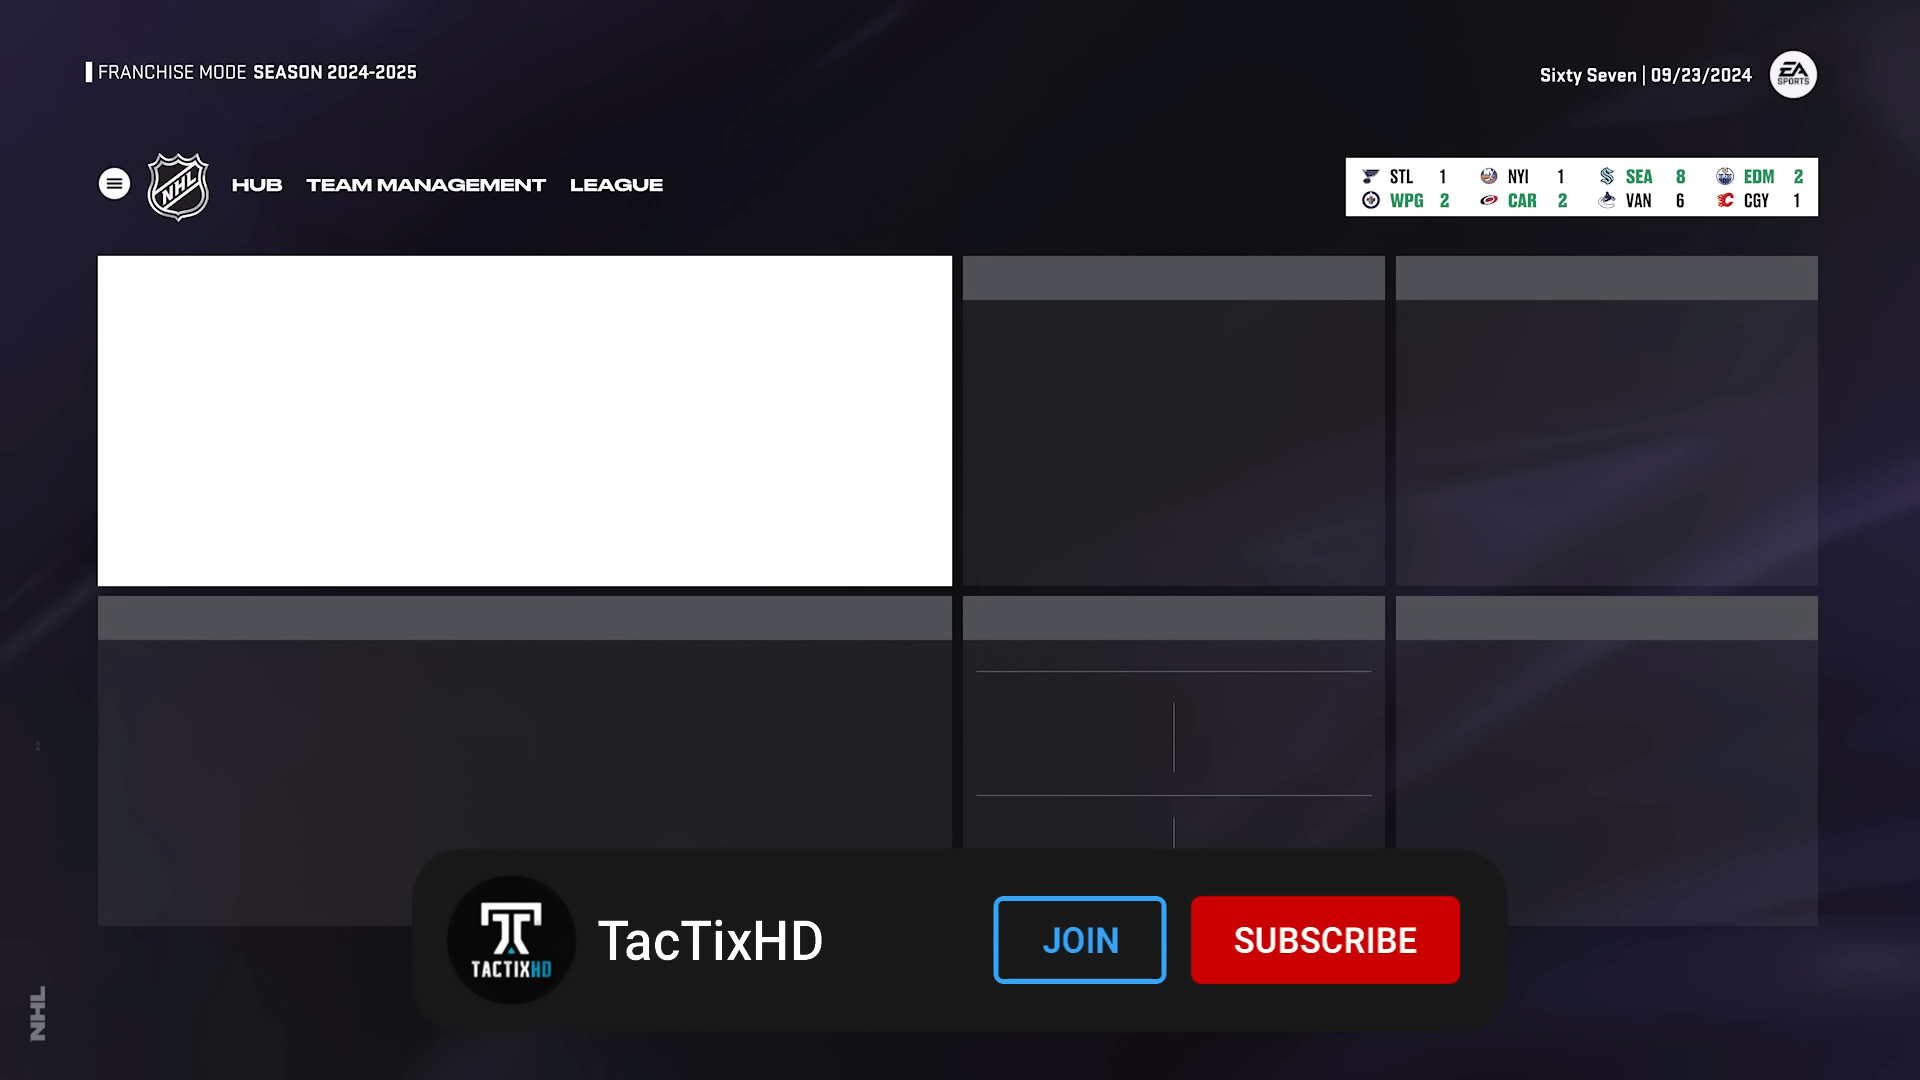 FRANCHISE MODE SEASON 2024-2025
Sixty Seven | 09/23/2024
EA SPORTS
NHL
HUB TEAM MANAGEMENT LEAGUE
STL 1 NYI 1 SEA 8 EDM 2
WPG 2 CAR 2 VAN 6 CGY 1
TACTIXHD
TacTixHD
JOIN
SUBSCRIBE
NHL